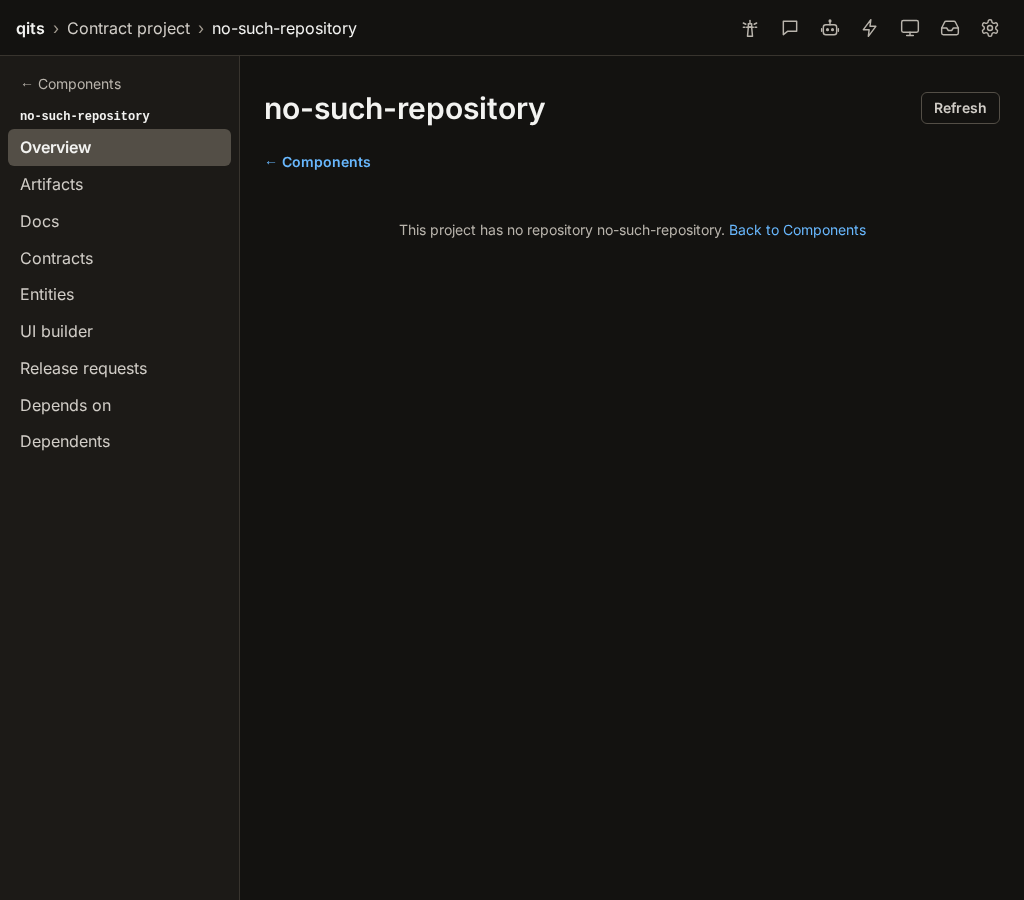 qits › Contract project › no-such-repository
← Components
no-such-repository
Overview
Artifacts
Docs
Contracts
Entities
UI builder
Release requests
Depends on
Dependents
no-such-repository
Refresh
← Components
This project has no repository no-such-repository. Back to Components